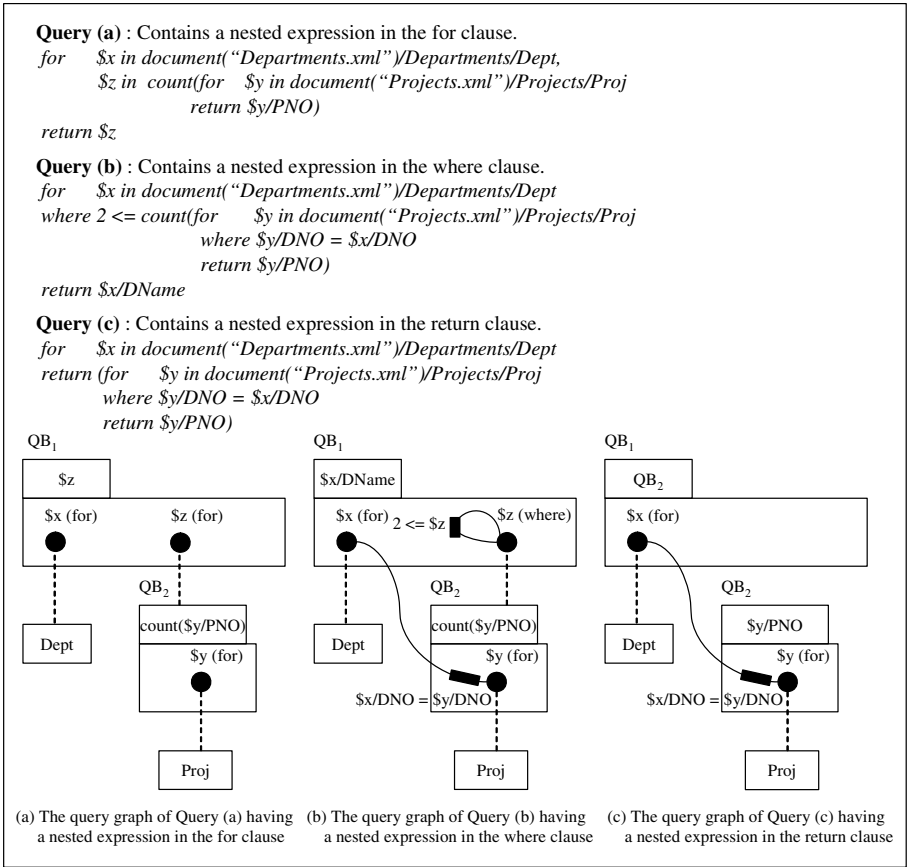 Query (a) : Contains a nested expression in the for clause.
for $x in document(“Departments.xml”)/Departments/Dept,
$z in count(for $y in document(“Projects.xml”)/Projects/Proj
return $y/PNO)
return $z
Query (b) : Contains a nested expression in the where clause.
for $x in document(“Departments.xml”)/Departments/Dept
where 2 <= count(for $y in document(“Projects.xml”)/Projects/Proj
where $y/DNO = $x/DNO
return $y/PNO)
return $x/DName
Query (c) : Contains a nested expression in the return clause.
for $x in document(“Departments.xml”)/Departments/Dept
return (for $y in document(“Projects.xml”)/Projects/Proj
where $y/DNO = $x/DNO
return $y/PNO)
QB1
$z
$x (for) $z (for)
QB2
count($y/PNO)
Dept
$y (for)
Proj
(a) The query graph of Query (a) having
a nested expression in the for clause
QB1
$x/DName
$x (for) 2 <= $z $z (where)
QB2
count($y/PNO)
Dept
$y (for)
$x/DNO = $y/DNO
Proj
(b) The query graph of Query (b) having
a nested expression in the where clause
QB1
QB2
$x (for)
QB2
$y/PNO
Dept
$y (for)
$x/DNO = $y/DNO
Proj
(c) The query graph of Query (c) having
a nested expression in the return clause